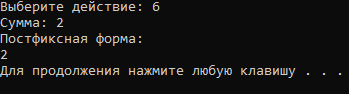 Выберите действие: 6
Сумма: 2
Постфиксная форма:
2
Для продолжения нажмите любую клавишу . . .